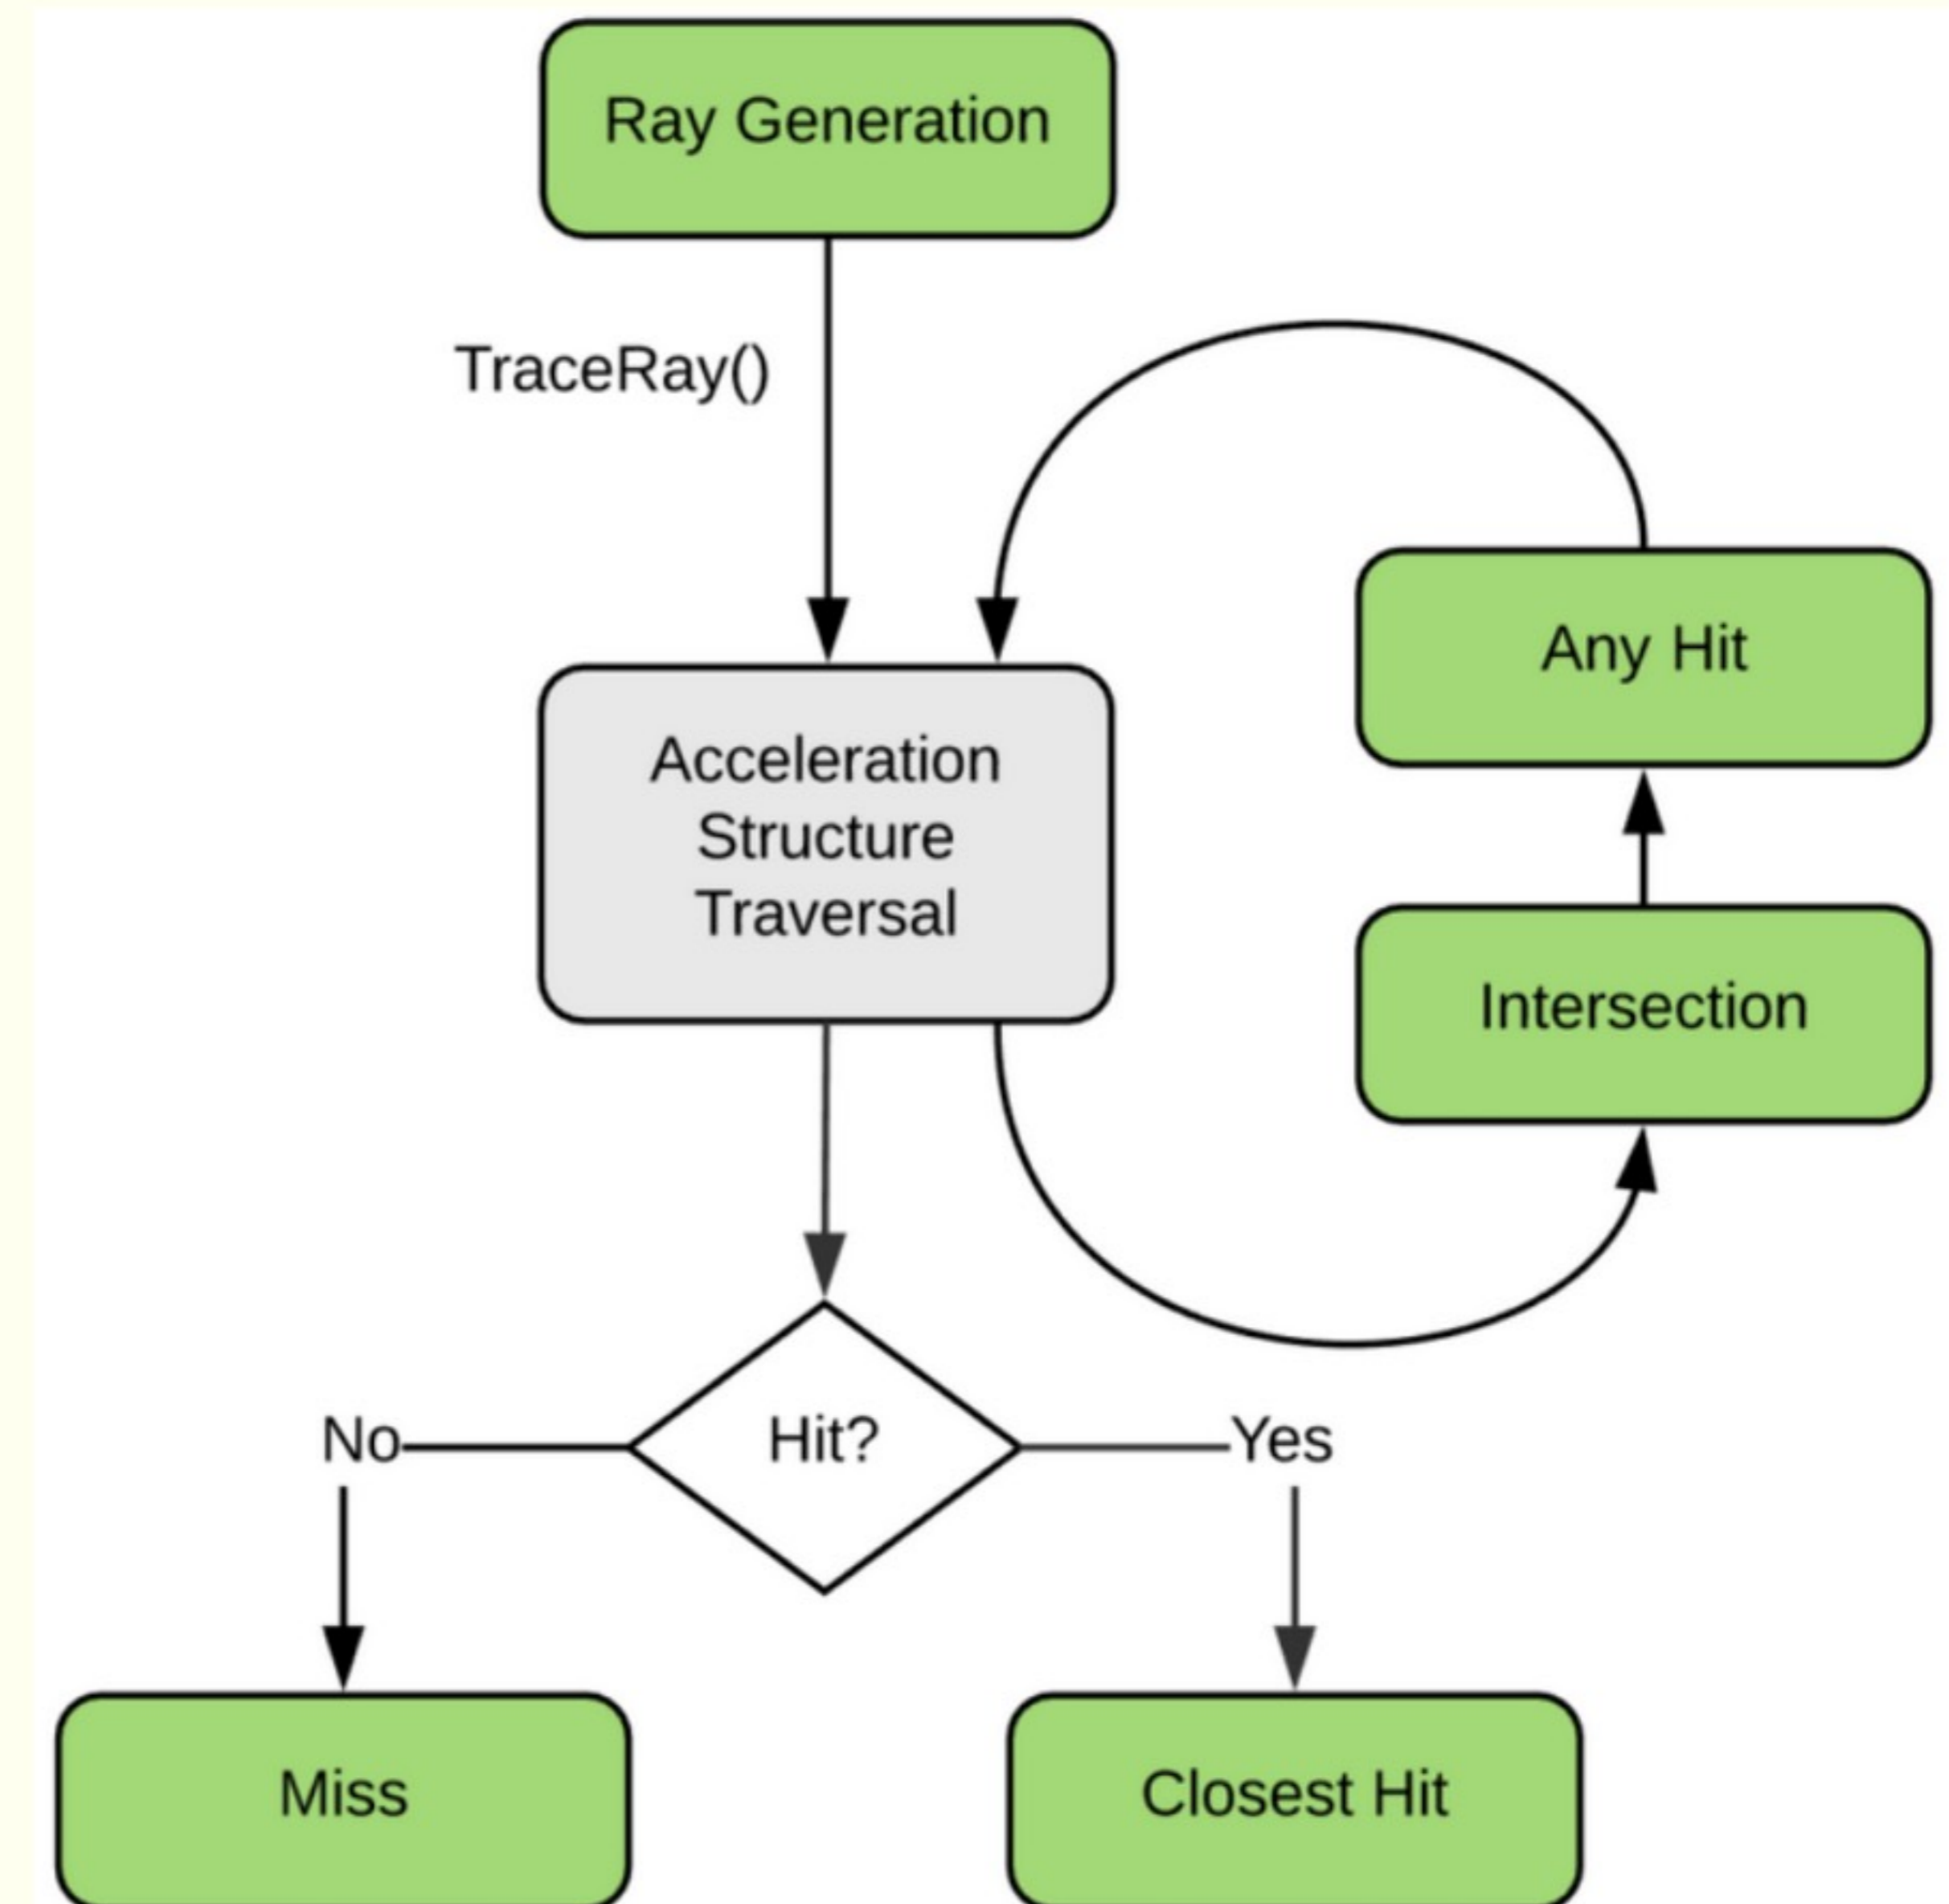 Ray Generation
TraceRay()
Any Hit
Acceleration
Structure
Traversal
Intersection
Hit?
No
Yes
Miss
Closest Hit